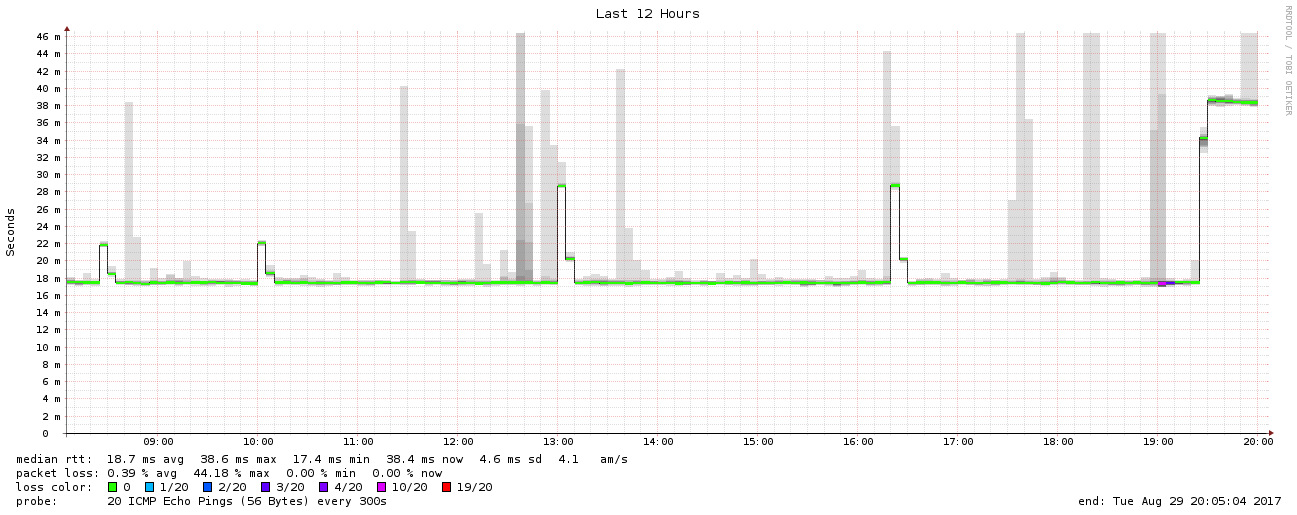 Last 12 Hours
RRDTOOL / TOBI OETIKER
Seconds
46 m
44 m
42 m
40 m
38 m
36 m
34 m
32 m
30 m
28 m
26 m
24 m
22 m
20 m
18 m
16 m
14 m
12 m
10 m
8 m
6 m
4 m
2 m
0
09:00 10:00 11:00 12:00 13:00 14:00 15:00 16:00 17:00 18:00 19:00 20:00
median rtt: 18.7 ms avg 38.6 ms max 17.4 ms min 38.4 ms now 4.6 ms sd 4.1 am/s
packet loss: 0.39 % avg 44.18 % max 0.00 % min 0.00 % now
loss color: 0 1/20 2/20 3/20 4/20 10/20 19/20
probe: 20 ICMP Echo Pings (56 Bytes) every 300s end: Tue Aug 29 20:05:04 2017